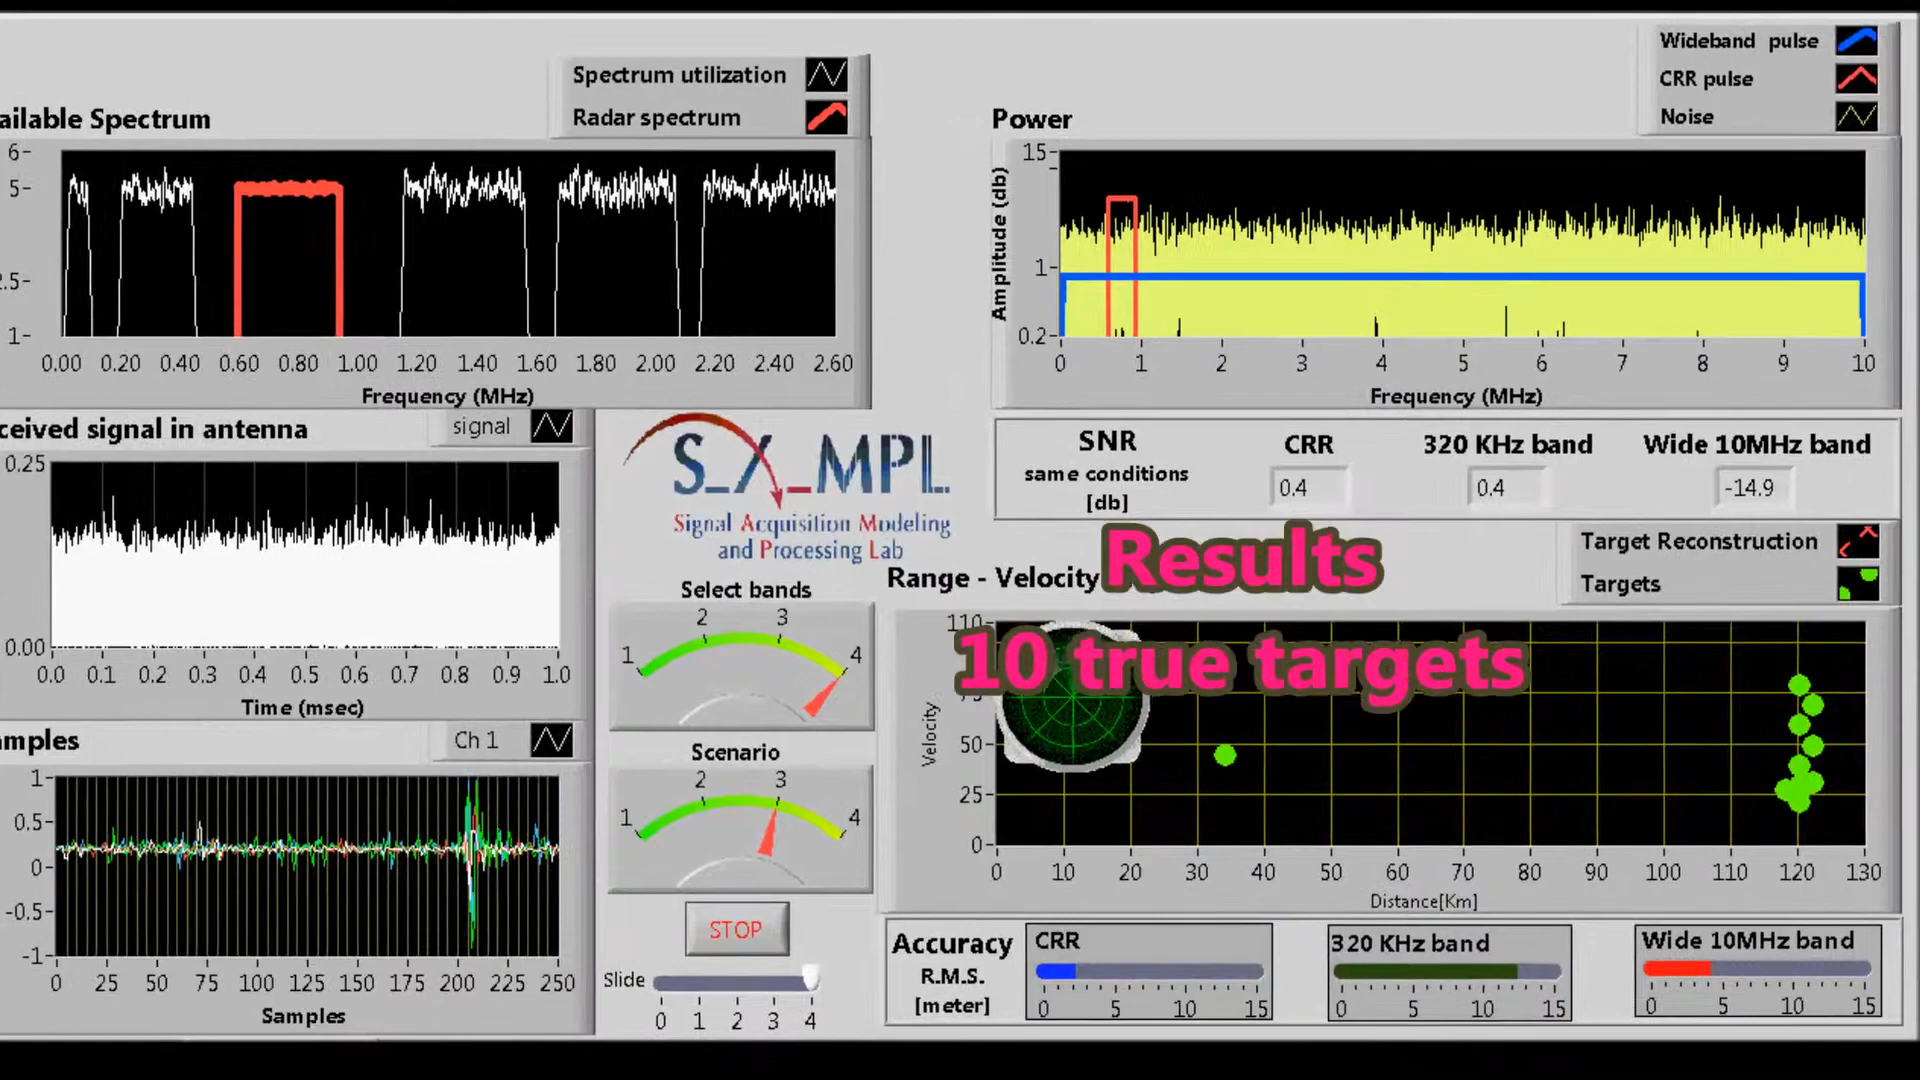 Wideband pulse
CRR pulse
Noise
Spectrum utilization
Radar spectrum
ailable Spectrum
6
5
2.5
1
0.00 0.20 0.40 0.60 0.80 1.00 1.20 1.40 1.60 1.80 2.00 2.20 2.40 2.60
Frequency (MHz)
Power
Amplitude (db)
15
1
0.2
0 1 2 3 4 5 6 7 8 9 10
Frequency (MHz)
ceived signal in antenna
signal
0.25
0.00
0.0 0.1 0.2 0.3 0.4 0.5 0.6 0.7 0.8 0.9 1.0
Time (msec)
S_A_MPL
Signal Acquisition Modeling
and Processing Lab
SNR
same conditions
[db]
CRR
0.4
320 KHz band
0.4
Wide 10MHz band
-14.9
Results
10 true targets
Range - Velocity
Target Reconstruction
Targets
110
50
25
0
Velocity
0 10 20 30 40 50 60 70 80 90 100 110 120 130
Distance[Km]
Select bands
1 2 3 4
Scenario
1 2 3 4
STOP
Slide
0 1 2 3 4
mples
Ch 1
1
0.5
0
-0.5
-1
0 25 50 75 100 125 150 175 200 225 250
Samples
Accuracy
R.M.S.
[meter]
CRR
0 5 10 15
320 KHz band
0 5 10 15
Wide 10MHz band
0 5 10 15